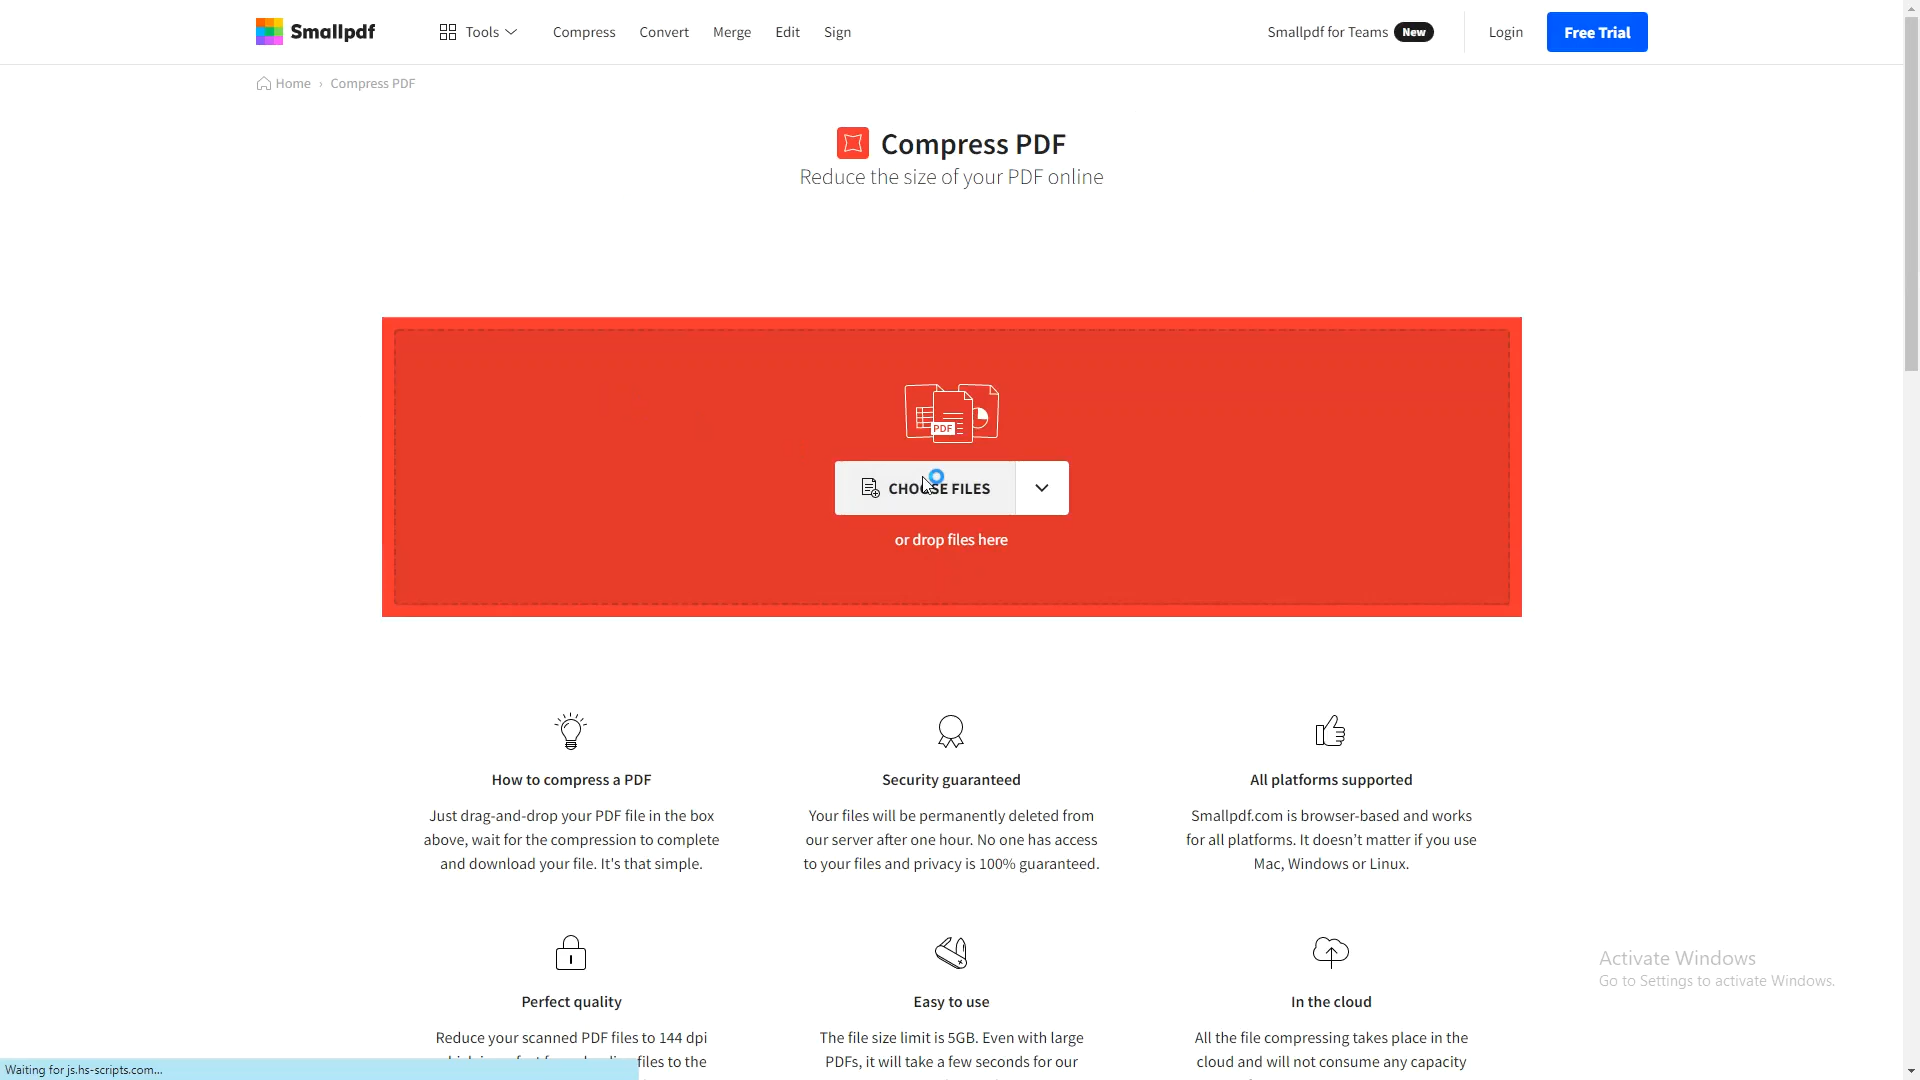 Smallpdf
Tools
Compress
Convert
Merge
Edit
Sign
Smallpdf for Teams New
Login
Free Trial
Home › Compress PDF
Compress PDF
Reduce the size of your PDF online
PDF
CHOOSE FILES
or drop files here
How to compress a PDF
Just drag-and-drop your PDF file in the box
above, wait for the compression to complete
and download your file. It's that simple.
Security guaranteed
Your files will be permanently deleted from
our server after one hour. No one has access
to your files and privacy is 100% guaranteed.
All platforms supported
Smallpdf.com is browser-based and works
for all platforms. It doesn't matter if you use
Mac, Windows or Linux.
Perfect quality
Reduce your scanned PDF files to 144 dpi
files to the
Easy to use
The file size limit is 5GB. Even with large
PDFs, it will take a few seconds for our
In the cloud
All the file compressing takes place in the
cloud and will not consume any capacity
Activate Windows
Go to Settings to activate Windows.
Waiting for js.hs-scripts.com...